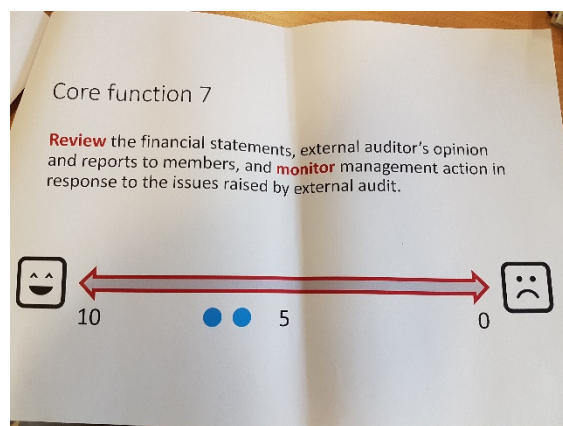 Core function 7
Review the financial statements, external auditor's opinion
and reports to members, and monitor management action in
response to the issues raised by external audit.
10 5 0